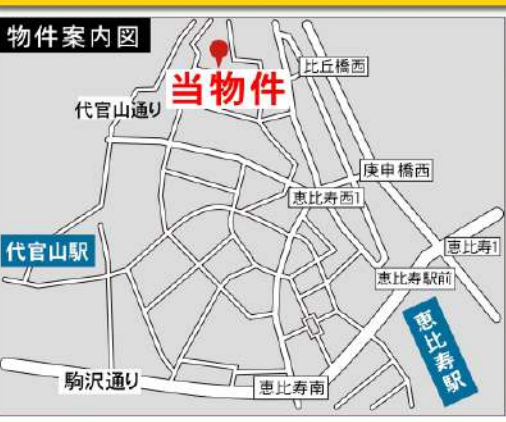 物件案内図
比丘橋西
当物件
代官山通り
庚申橋西
恵比寿西1
代官山駅
恵比寿1
恵比寿駅前
恵比寿駅
駒沢通り
恵比寿南